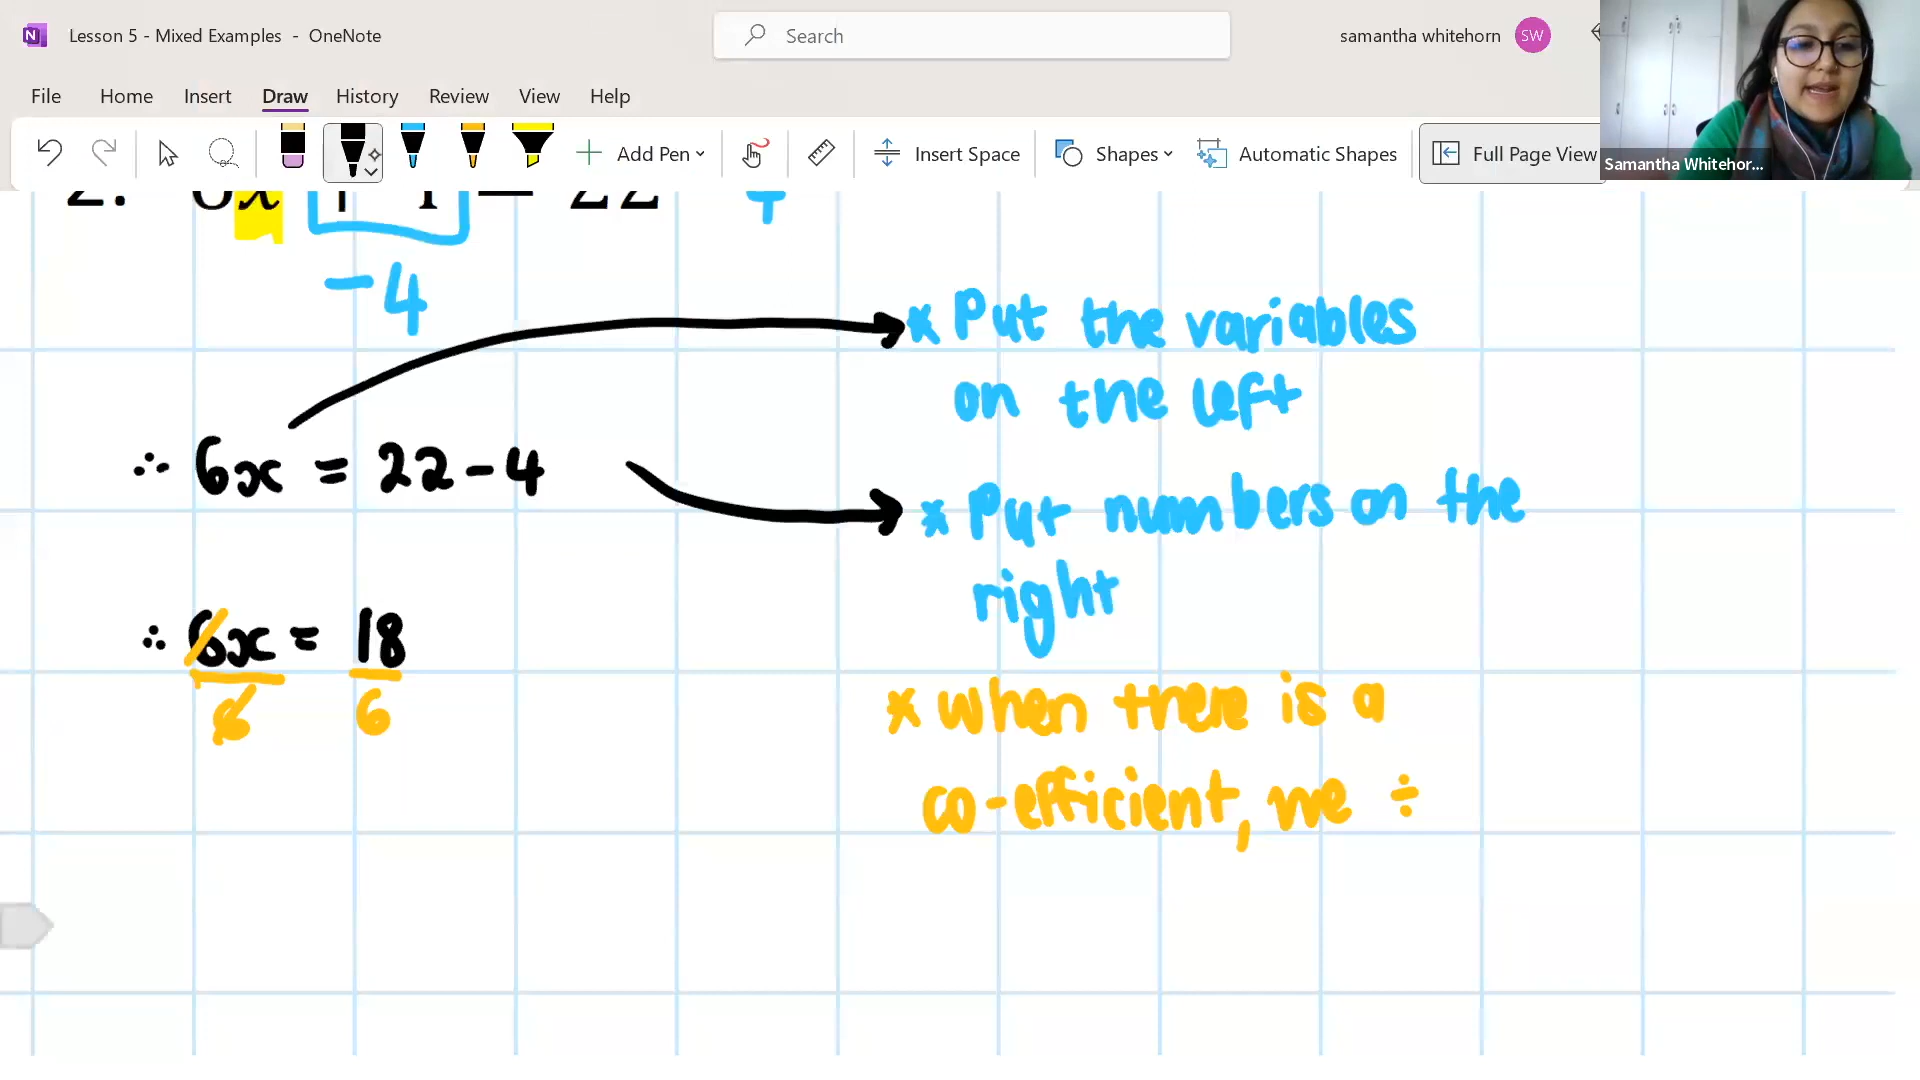 Lesson 5 - Mixed Examples - OneNote
Search
samantha whitehorn
SW
File Home Insert Draw History Review View Help
Add Pen
Insert Space
Shapes
Automatic Shapes
Full Page View
Samantha Whitehor...
= 22
-4
* Put the variables
on the left
∴ 6x = 22-4
* Put numbers on the
right
∴ 6x = 18
6 6
* when there is a
co-efficient, we ÷